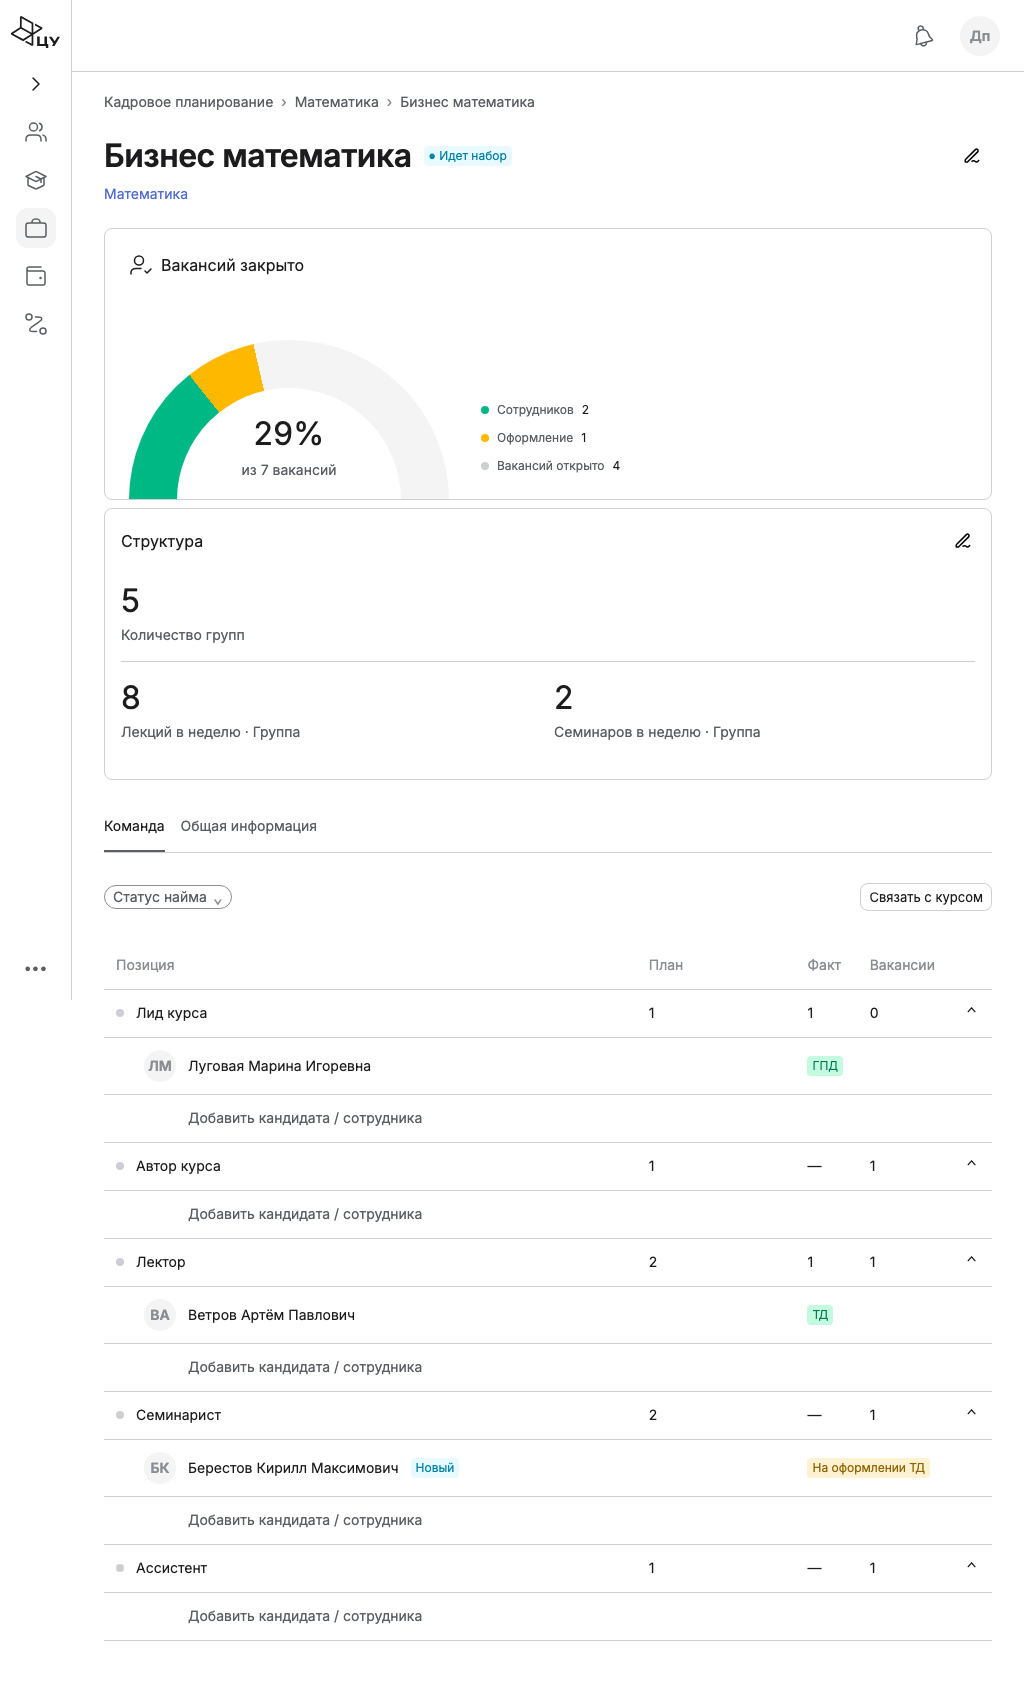 ЦУ
Дп
Кадровое планирование › Математика › Бизнес математика
Бизнес математика Идет набор
Математика
Вакансий закрыто
29%
из 7 вакансий
Сотрудников 2
Оформление 1
Вакансий открыто 4
Структура
5
Количество групп
8
Лекций в неделю · Группа
2
Семинаров в неделю · Группа
Команда Общая информация
Статус найма Связать с курсом
Позиция План Факт Вакансии
Лид курса 1 1 0
ЛМ Луговая Марина Игоревна ГПД
Добавить кандидата / сотрудника
Автор курса 1 — 1
Добавить кандидата / сотрудника
Лектор 2 1 1
ВА Ветров Артём Павлович ТД
Добавить кандидата / сотрудника
Семинарист 2 — 1
БК Берестов Кирилл Максимович Новый На оформлении ТД
Добавить кандидата / сотрудника
Ассистент 1 — 1
Добавить кандидата / сотрудника